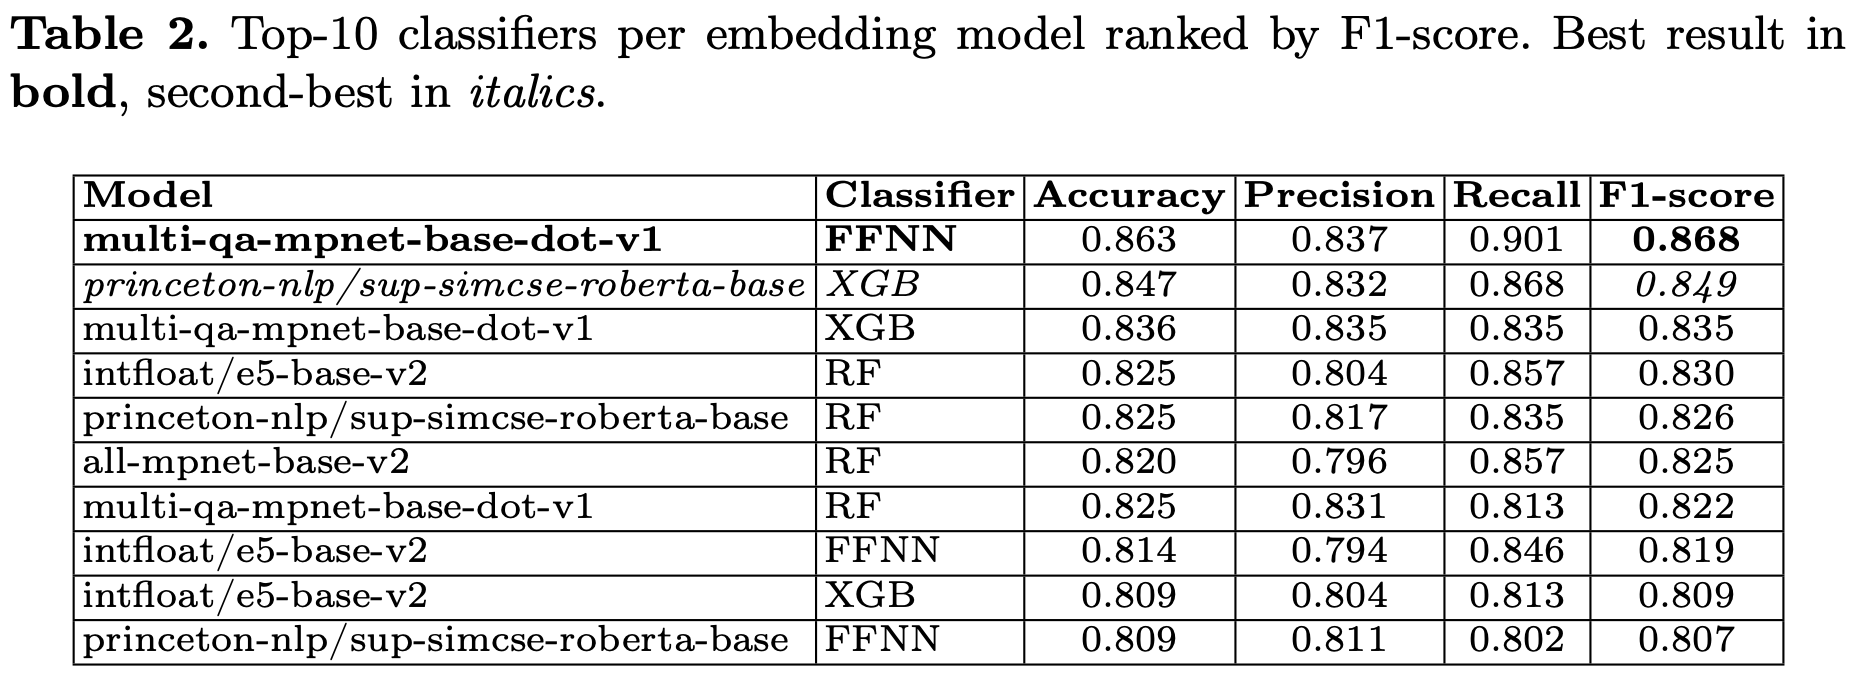 Table 2. Top-10 classifiers per embedding model ranked by F1-score. Best result in
bold, second-best in italics.
Model Classifier Accuracy Precision Recall F1-score
multi-qa-mpnet-base-dot-v1 FFNN 0.863 0.837 0.901 0.868
princeton-nlp/sup-simcse-roberta-base XGB 0.847 0.832 0.868 0.849
multi-qa-mpnet-base-dot-v1 XGB 0.836 0.835 0.835 0.835
intfloat/e5-base-v2 RF 0.825 0.804 0.857 0.830
princeton-nlp/sup-simcse-roberta-base RF 0.825 0.817 0.835 0.826
all-mpnet-base-v2 RF 0.820 0.796 0.857 0.825
multi-qa-mpnet-base-dot-v1 RF 0.825 0.831 0.813 0.822
intfloat/e5-base-v2 FFNN 0.814 0.794 0.846 0.819
intfloat/e5-base-v2 XGB 0.809 0.804 0.813 0.809
princeton-nlp/sup-simcse-roberta-base FFNN 0.809 0.811 0.802 0.807